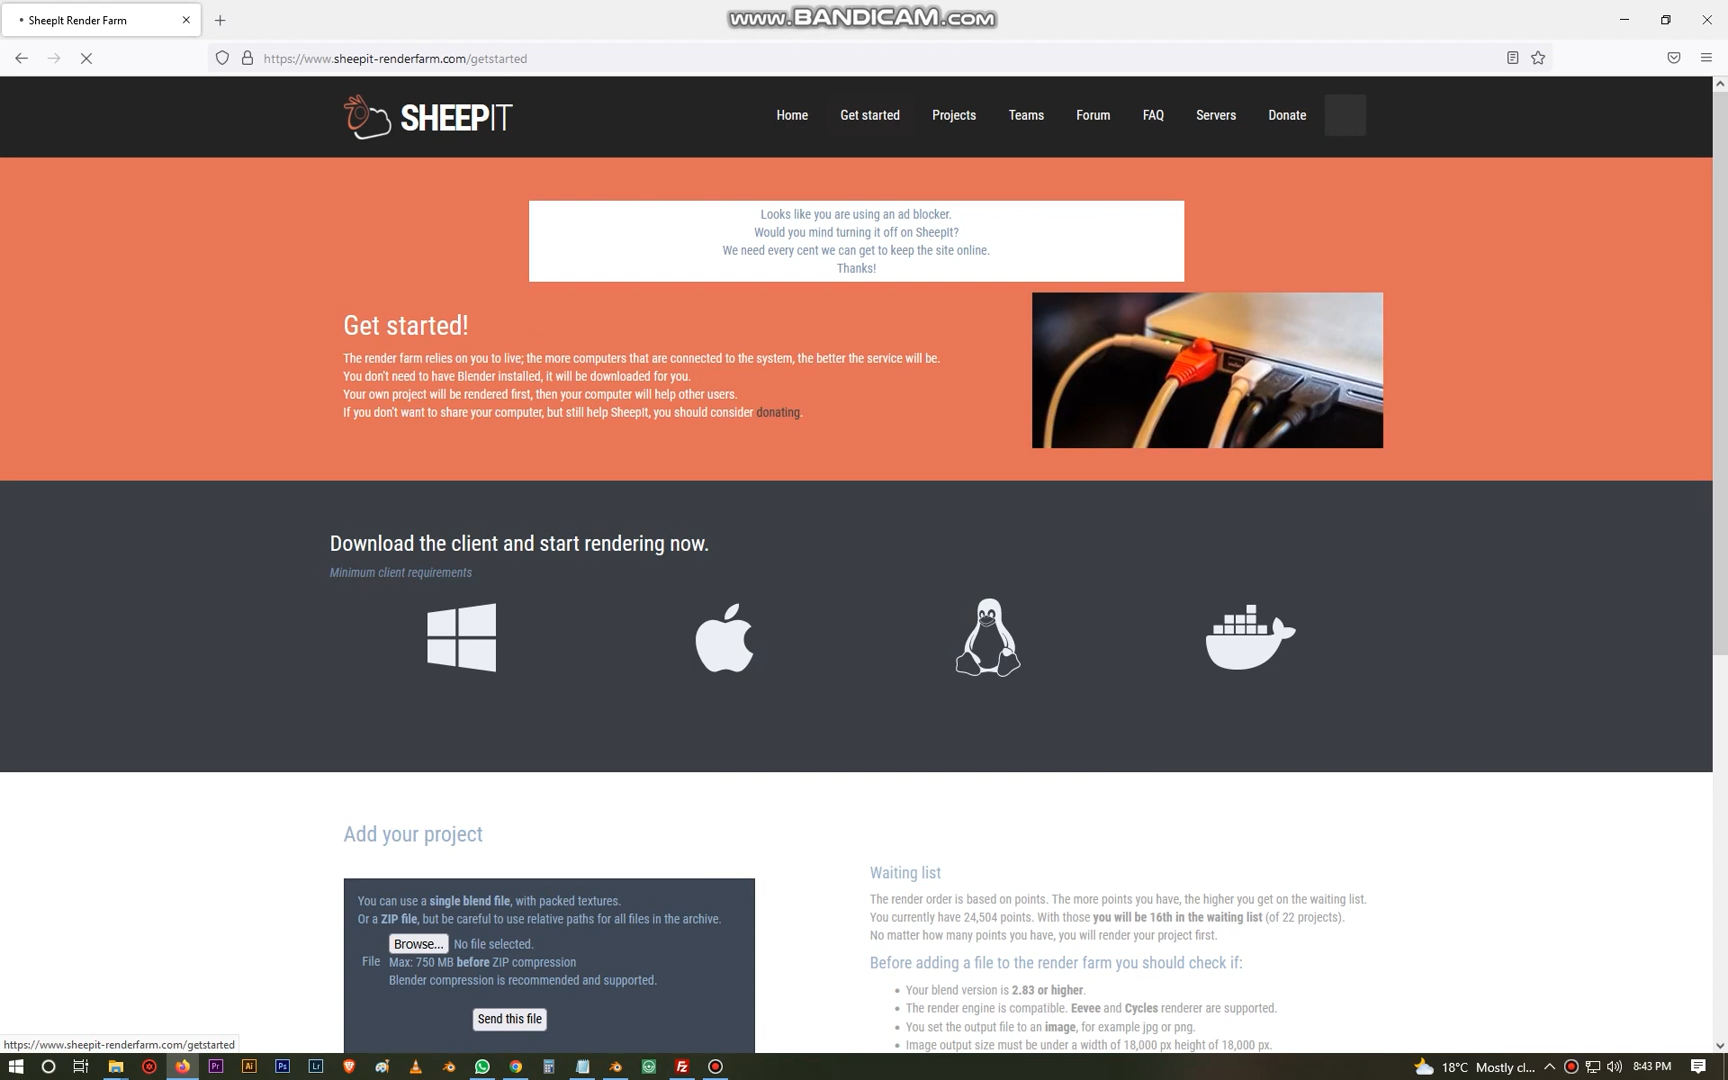 SheepIt Render Farm
www.BANDICAM.com
https://www.sheepit-renderfarm.com/getstarted
SHEEPIT
Home
Get started
Projects
Teams
Forum
FAQ
Servers
Donate
Looks like you are using an ad blocker.
Would you mind turning it off on SheepIt?
We need every cent we can get to keep the site online.
Thanks!
Get started!
The render farm relies on you to live; the more computers that are connected to the system, the better the service will be.
You don't need to have Blender installed, it will be downloaded for you.
Your own project will be rendered first, then your computer will help other users.
If you don't want to share your computer, but still help SheepIt, you should consider donating.
Download the client and start rendering now.
Minimum client requirements
Add your project
You can use a single blend file, with packed textures.
Or a ZIP file, but be careful to use relative paths for all files in the archive.
Browse... No file selected.
File
Max: 750 MB before ZIP compression
Blender compression is recommended and supported.
Send this file
Waiting list
The render order is based on points. The more points you have, the higher you get on the waiting list.
You currently have 24,504 points. With those you will be 16th in the waiting list (of 22 projects).
No matter how many points you have, you will render your project first.
Before adding a file to the render farm you should check if:
Your blend version is 2.83 or higher.
The render engine is compatible. Eevee and Cycles renderer are supported.
You set the output file to an image, for example jpg or png.
Image output size must be under a width of 18,000 px height of 18,000 px.
https://www.sheepit-renderfarm.com/getstarted
Pr
Ai
Ps
Lr
Fz
18°C Mostly cl...
8:43 PM